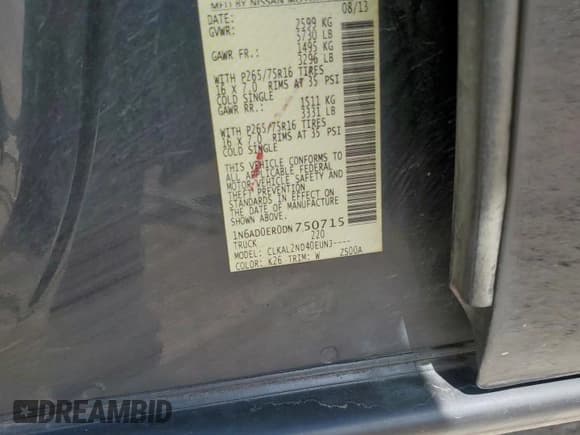 MFD BY NISSAN MOTOR
DATE: 08/13
GVWR: 2599 KG
5730 LB
GAWR FR: 1495 KG
3296 LB
WITH P265/75R16 TIRES
16 X 7.0 RIMS AT 35 PSI
COLD SINGLE
GAWR RR.: 1511 KG
3331 LB
WITH P265/75R16 TIRES
16 X 7.0 RIMS AT 35 PSI
COLD SINGLE
THIS VEHICLE CONFORMS TO
ALL APPLICABLE FEDERAL
MOTOR VEHICLE SAFETY AND
THEFT PREVENTION
STANDARDS IN EFFECT ON
THE DATE OF MANUFACTURE
SHOWN ABOVE.
1N6AD0ER0DN750715
TRUCK 220
MODEL: CLKALZND40EUNJ----
COLOR: K26 TRIM: W Z500A
DREAMBID